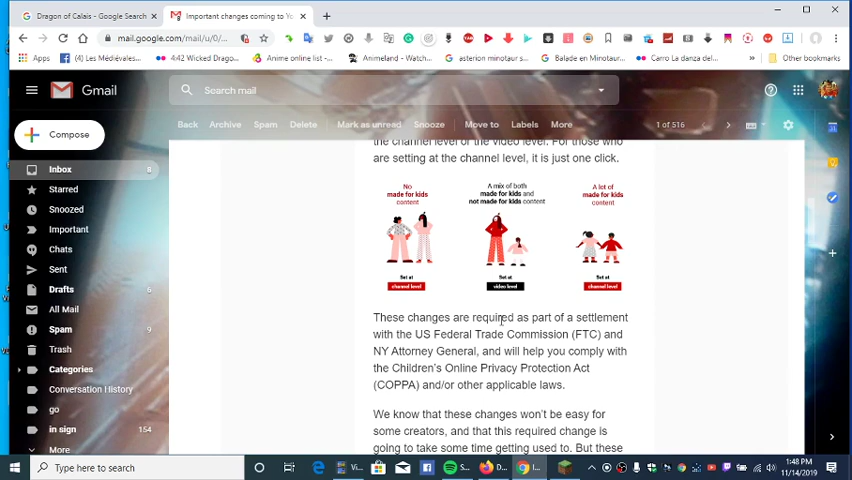 Dragon of Calais - Google Search
Important changes coming to Yo
mail.google.com/mail/u/0/
Apps
(4) Les Médiévales...
4:42 Wicked Drago...
Anime online list -...
Animeland - Watch...
asterion minotaur s...
Balade en Minotaur...
Carro La danza del...
Other bookmarks
Gmail
Search mail
Compose
Back
Archive
Spam
Delete
Mark as unread
Snooze
Move to
Labels
More
1 of 516
Inbox 8
Starred
Snoozed
Important
Chats
Sent
Drafts 6
All Mail
Spam 9
Trash
Categories
Conversation History
go
in sign 154
More
the channel level or the video level. For those who
are setting at the channel level, it is just one click.
No
made for kids
content
Set at
channel level
A mix of both
made for kids and
not made for kids content
Set at
video level
A lot of
made for kids
content
Set at
channel level
These changes are required as part of a settlement
with the US Federal Trade Commission (FTC) and
NY Attorney General, and will help you comply with
the Children's Online Privacy Protection Act
(COPPA) and/or other applicable laws.
We know that these changes won't be easy for
some creators, and that this required change is
going to take some time getting used to. But these
Type here to search
Vi...
S...
D...
I...
1:48 PM
11/14/2019